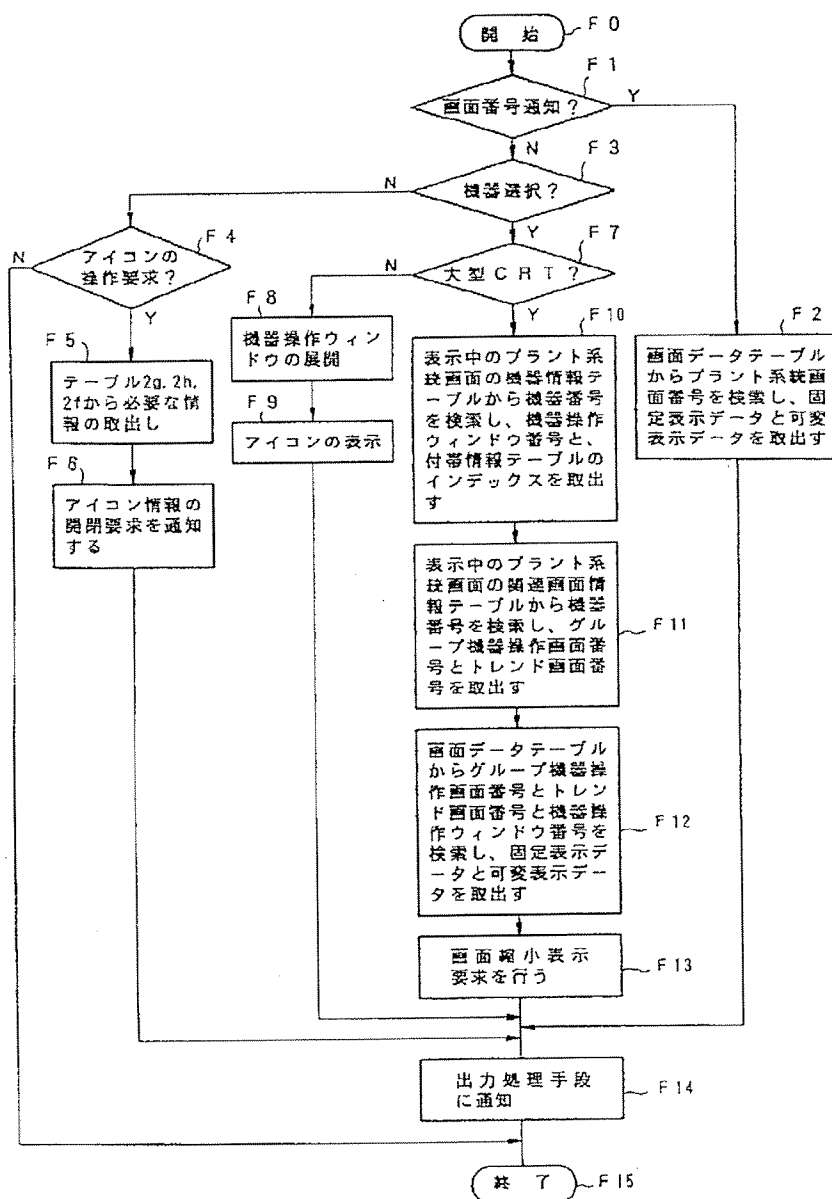 開始
F0
F1
画面番号通知?
Y
N
F3
機器選択?
N
Y
F4
アイコンの
操作要求?
N
Y
F7
大型CRT?
N
Y
F5
テーブル2g,2h,
2fから必要な情
報の取出し
F6
アイコン情報の
開閉要求を通知
する
F8
機器操作ウィン
ドウの展開
F9
アイコンの表示
F10
表示中のプラント系
統画面の機器情報テ
ーブルから機器番号
を検索し、機器操作
ウィンドウ番号と、
付帯情報テーブルの
インデックスを取出
す
F2
画面データテーブル
からプラント系統画
面番号を検索し、固
定表示データと可変
表示データを取出す
表示中のプラント系
統画面の関連画面情
報テーブルから機器
番号を検索し、グル
ープ機器操作画面番
号とトレンド画面番
号を取出す
F11
画面データテーブル
からグループ機器操
作画面番号とトレン
ド画面番号と機器操
作ウィンドウ番号を
検索し、固定表示デ
ータと可変表示デー
タを取出す
F12
画面縮小表示
要求を行う
F13
出力処理手段
に通知
F14
終了
F15